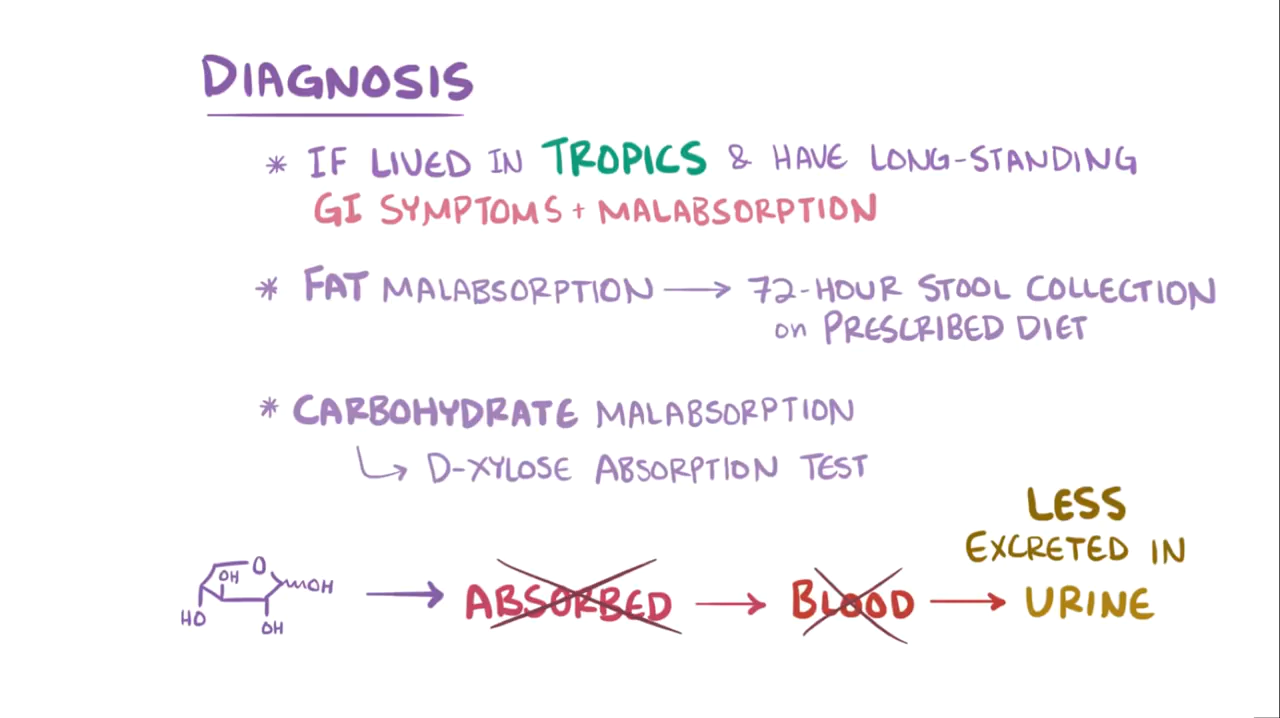 DIAGNOSIS
* IF LIVED IN TROPICS & HAVE LONG-STANDING
GI SYMPTOMS + MALABSORPTION
* FAT MALABSORPTION → 72-HOUR STOOL COLLECTION
on PRESCRIBED DIET
* CARBOHYDRATE MALABSORPTION
↳ D-XYLOSE ABSORPTION TEST
LESS
EXCRETED IN
O
OH
OH
HO
OH
→ ABSORBED → BLOOD → URINE